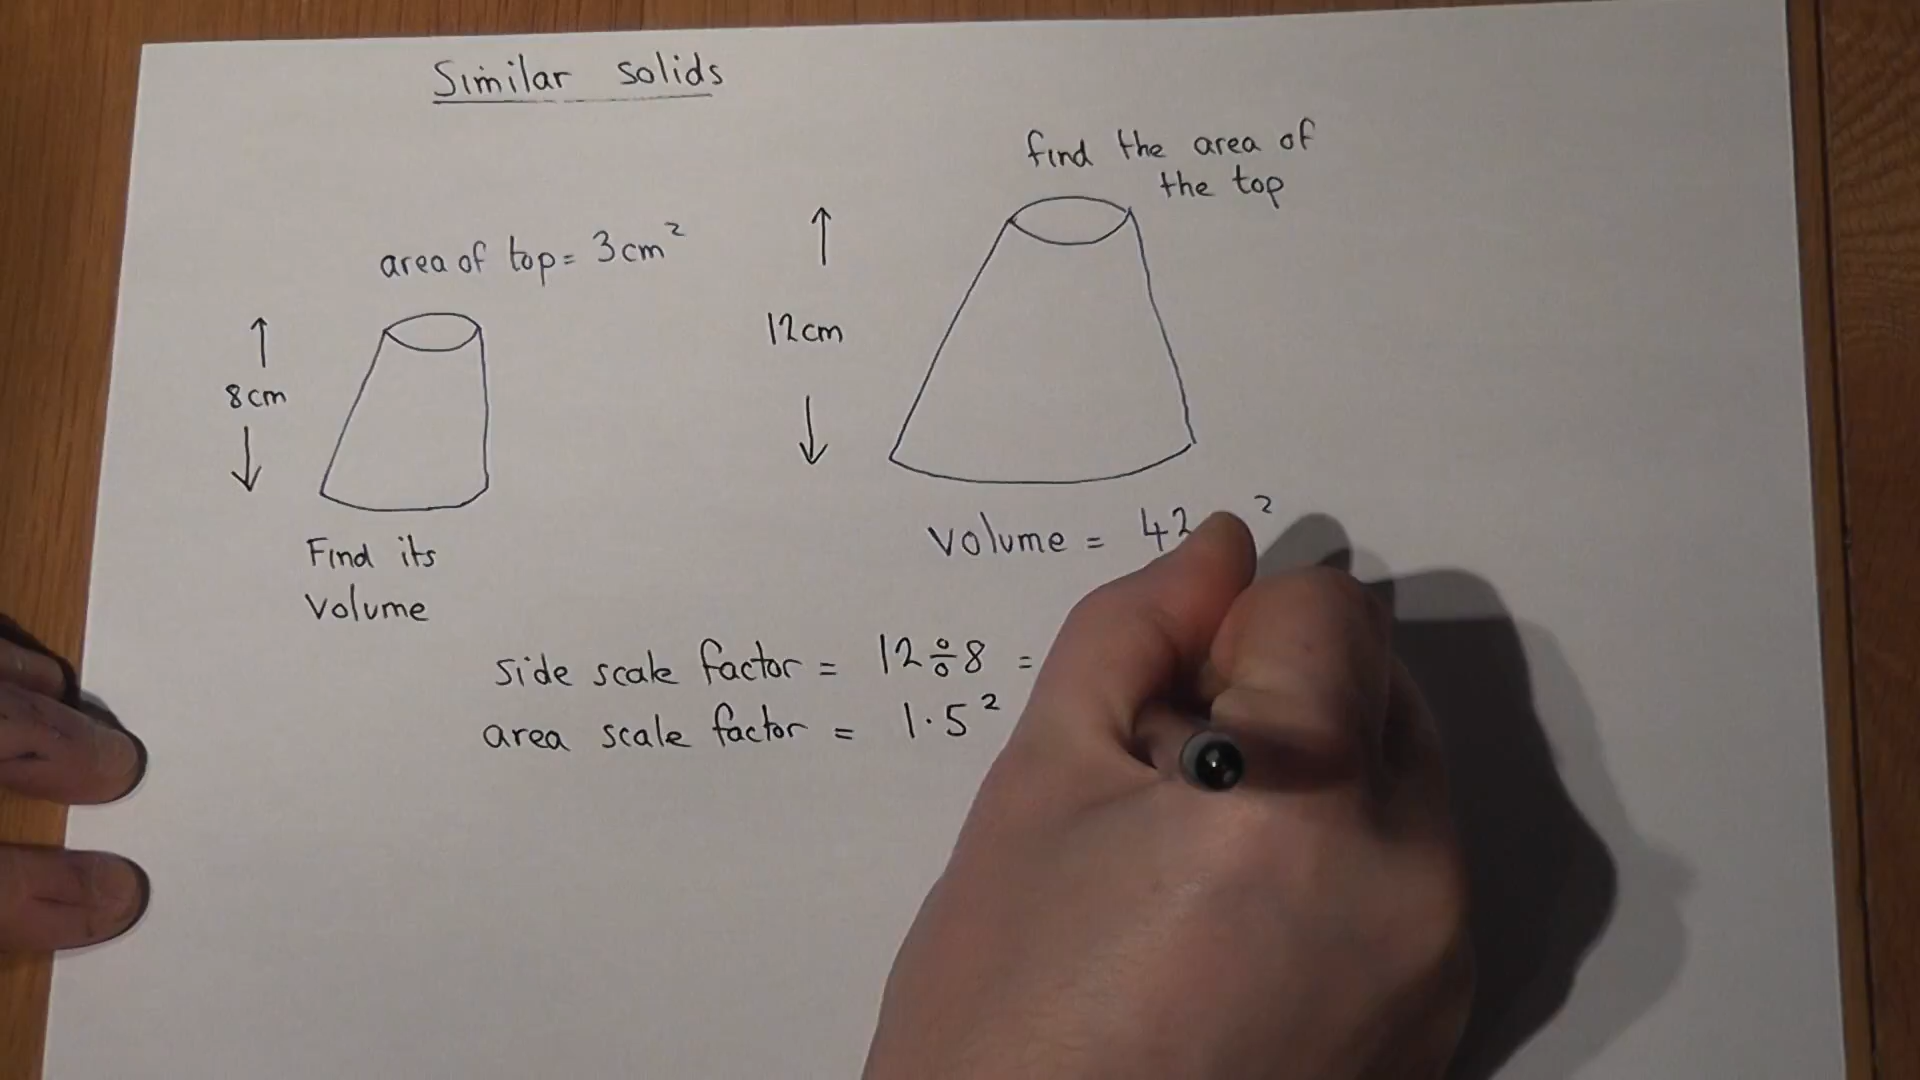 Similar solids
find the area of
the top
area of top = 3cm²
12cm
8cm
Volume = 42 ²
Find its
Volume
side scale factor = 12÷8 =
area scale factor = 1·5²